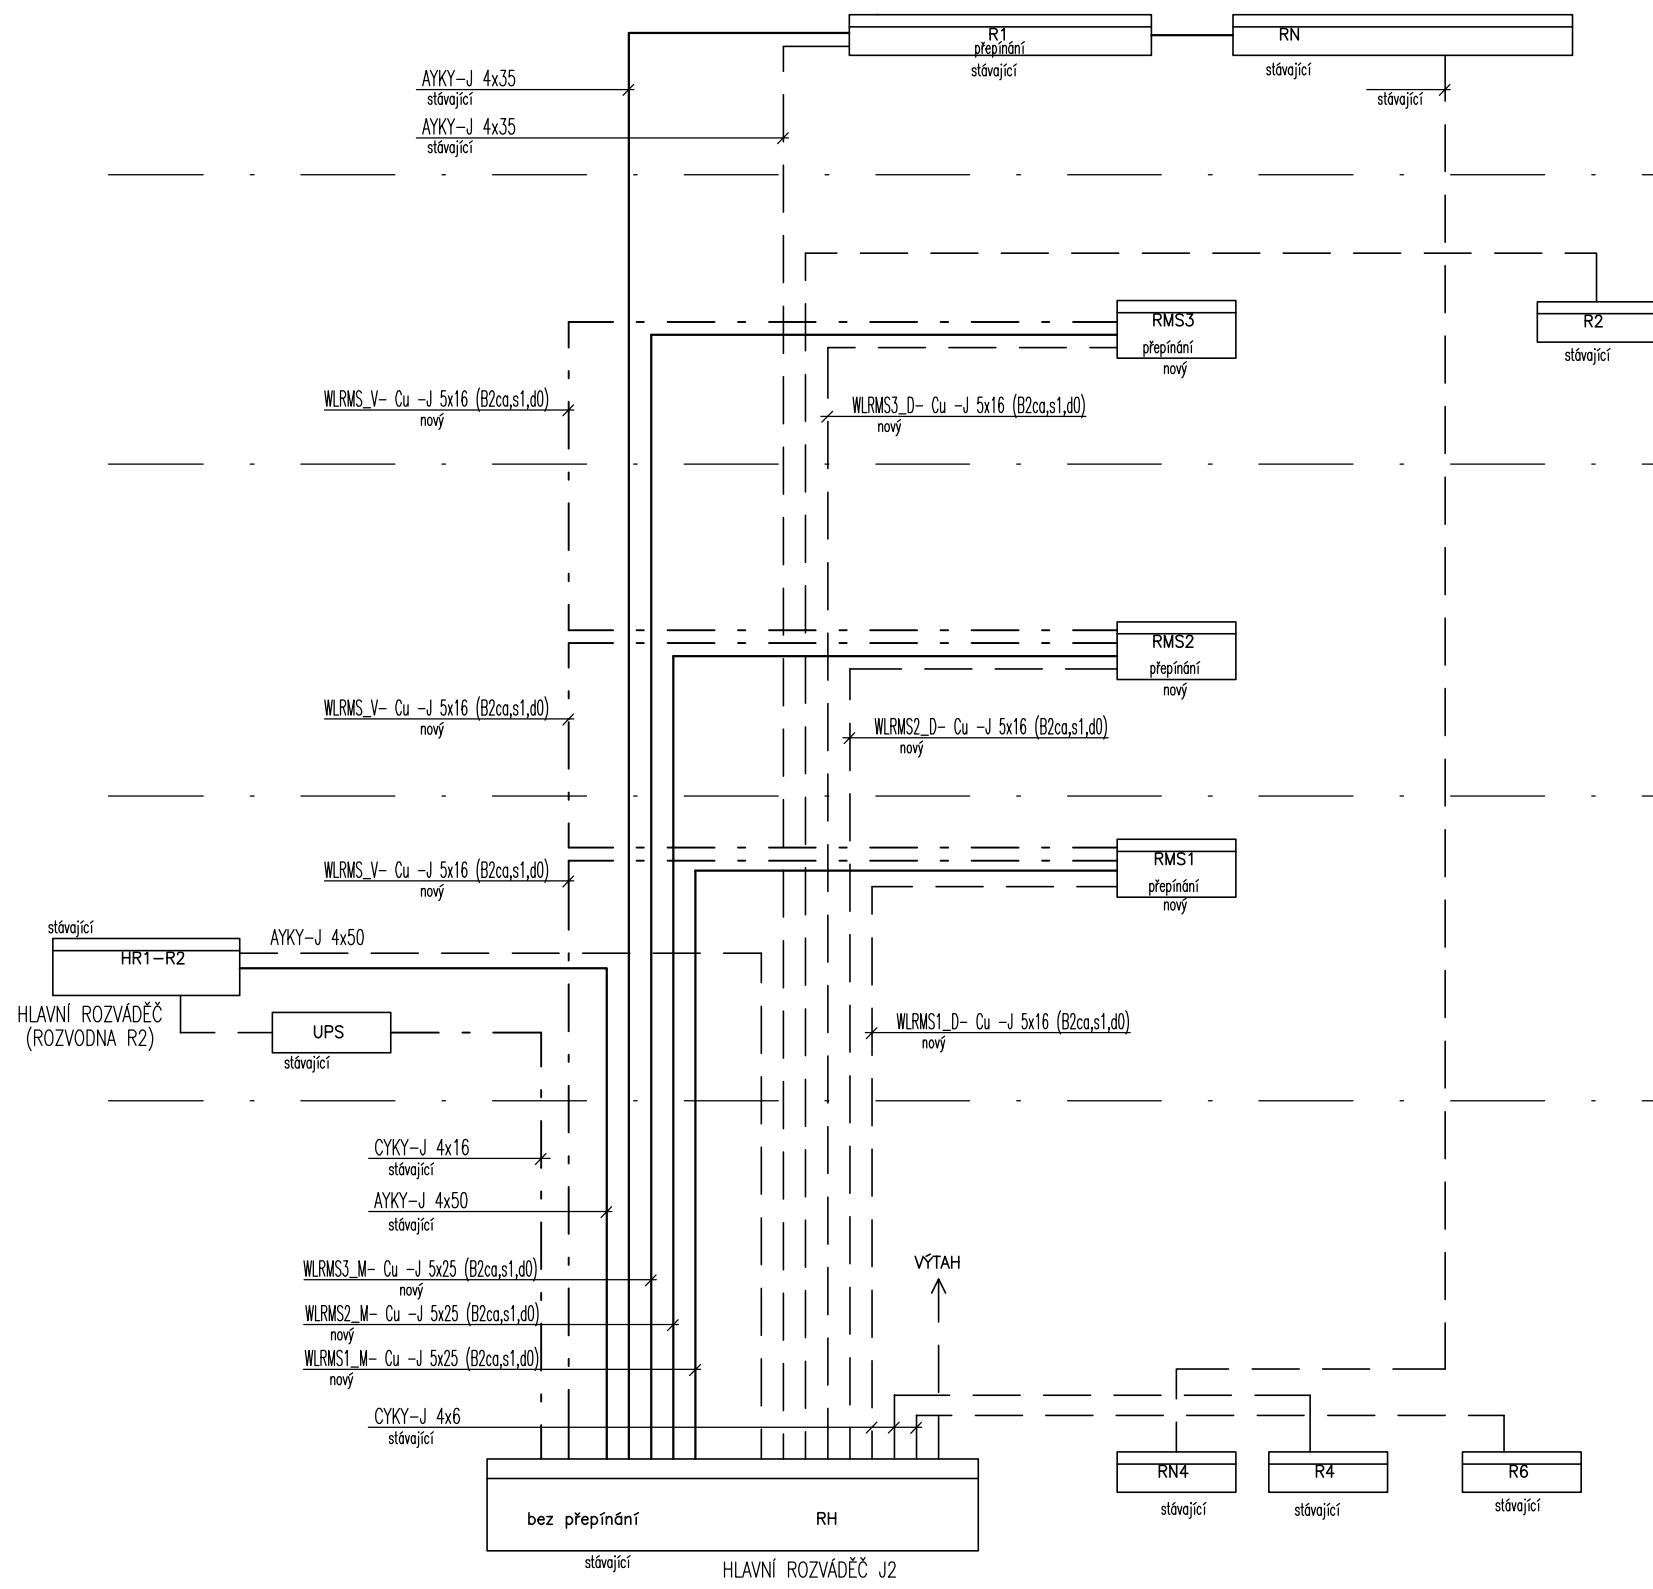 R1
přepínání
stávající
RN
stávající
AYKY-J 4x35
stávající
stávající
AYKY-J 4x35
stávající
RMS3
přepínání
nový
R2
stávající
WLRMS_V- Cu -J 5x16 (B2ca,s1,d0)
nový
WLRMS3_D- Cu -J 5x16 (B2ca,s1,d0)
nový
RMS2
přepínání
nový
WLRMS_V- Cu -J 5x16 (B2ca,s1,d0)
nový
WLRMS2_D- Cu -J 5x16 (B2ca,s1,d0)
nový
RMS1
přepínání
nový
WLRMS_V- Cu -J 5x16 (B2ca,s1,d0)
nový
stávající
HR1-R2
AYKY-J 4x50
HLAVNÍ ROZVÁDĚČ
(ROZVODNA R2)
UPS
stávající
WLRMS1_D- Cu -J 5x16 (B2ca,s1,d0)
nový
CYKY-J 4x16
stávající
AYKY-J 4x50
stávající
WLRMS3_M- Cu -J 5x25 (B2ca,s1,d0)
nový
VÝTAH
WLRMS2_M- Cu -J 5x25 (B2ca,s1,d0)
nový
WLRMS1_M- Cu -J 5x25 (B2ca,s1,d0)
nový
CYKY-J 4x6
stávající
RN4
stávající
R4
stávající
R6
stávající
bez přepínání
RH
stávající
HLAVNÍ ROZVÁDĚČ J2